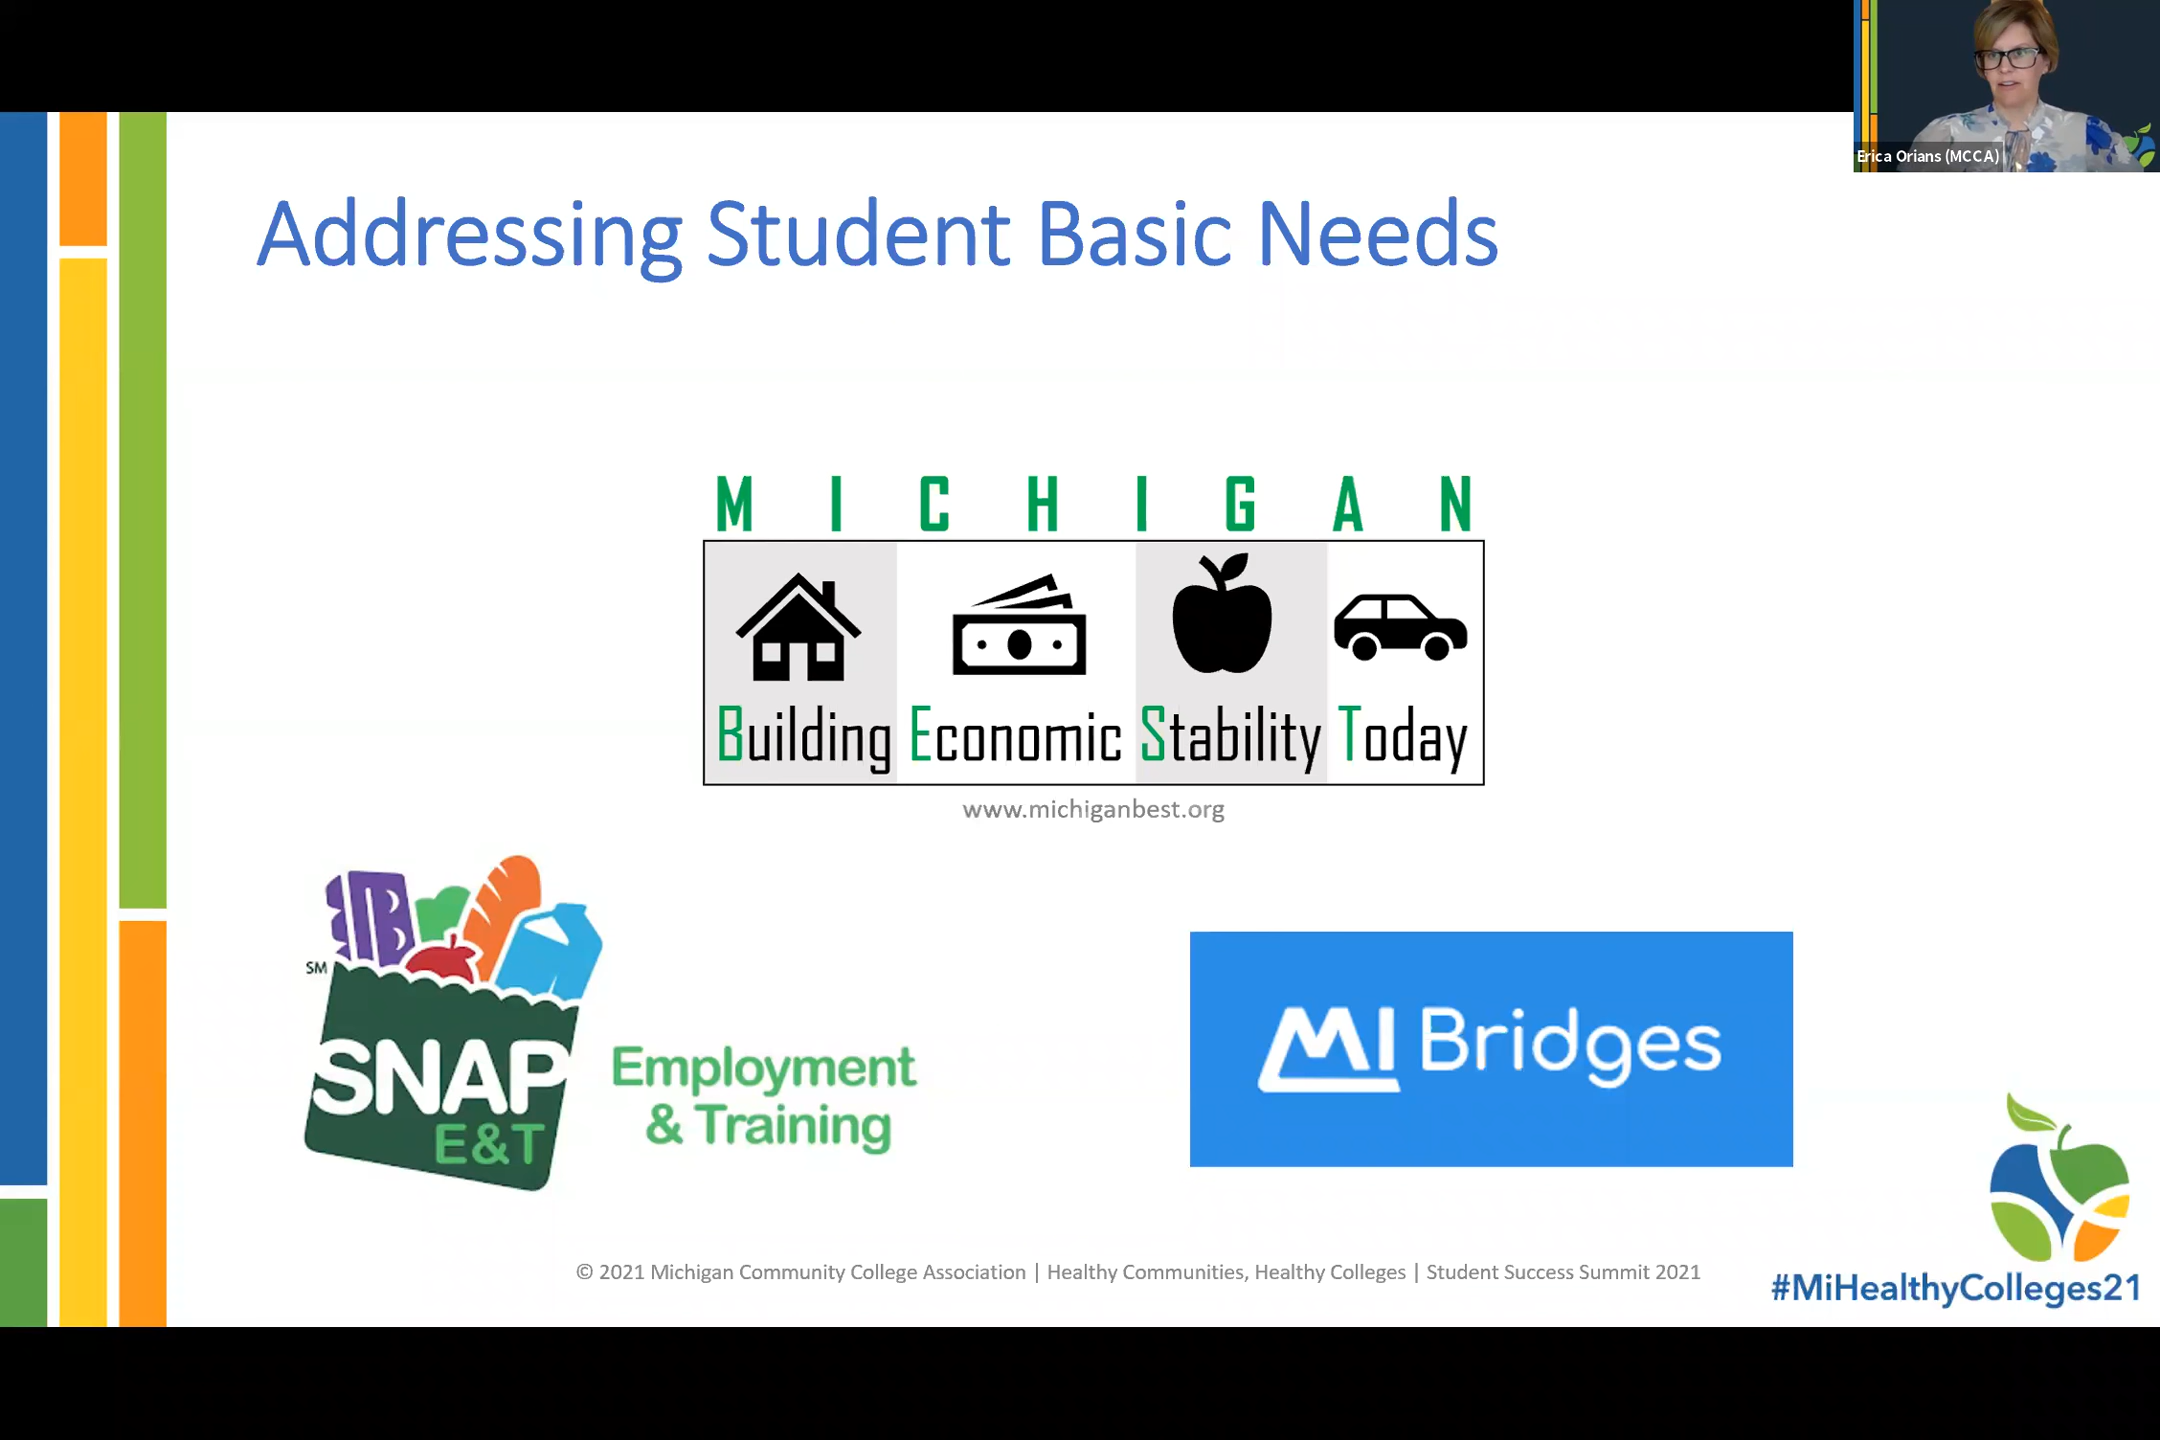 Erica Orians (MCCA)
Addressing Student Basic Needs
MICHIGAN
Building Economic Stability Today
www.michiganbest.org
SM
SNAP
E&T
Employment
& Training
MI Bridges
© 2021 Michigan Community College Association | Healthy Communities, Healthy Colleges | Student Success Summit 2021
#MiHealthyColleges21